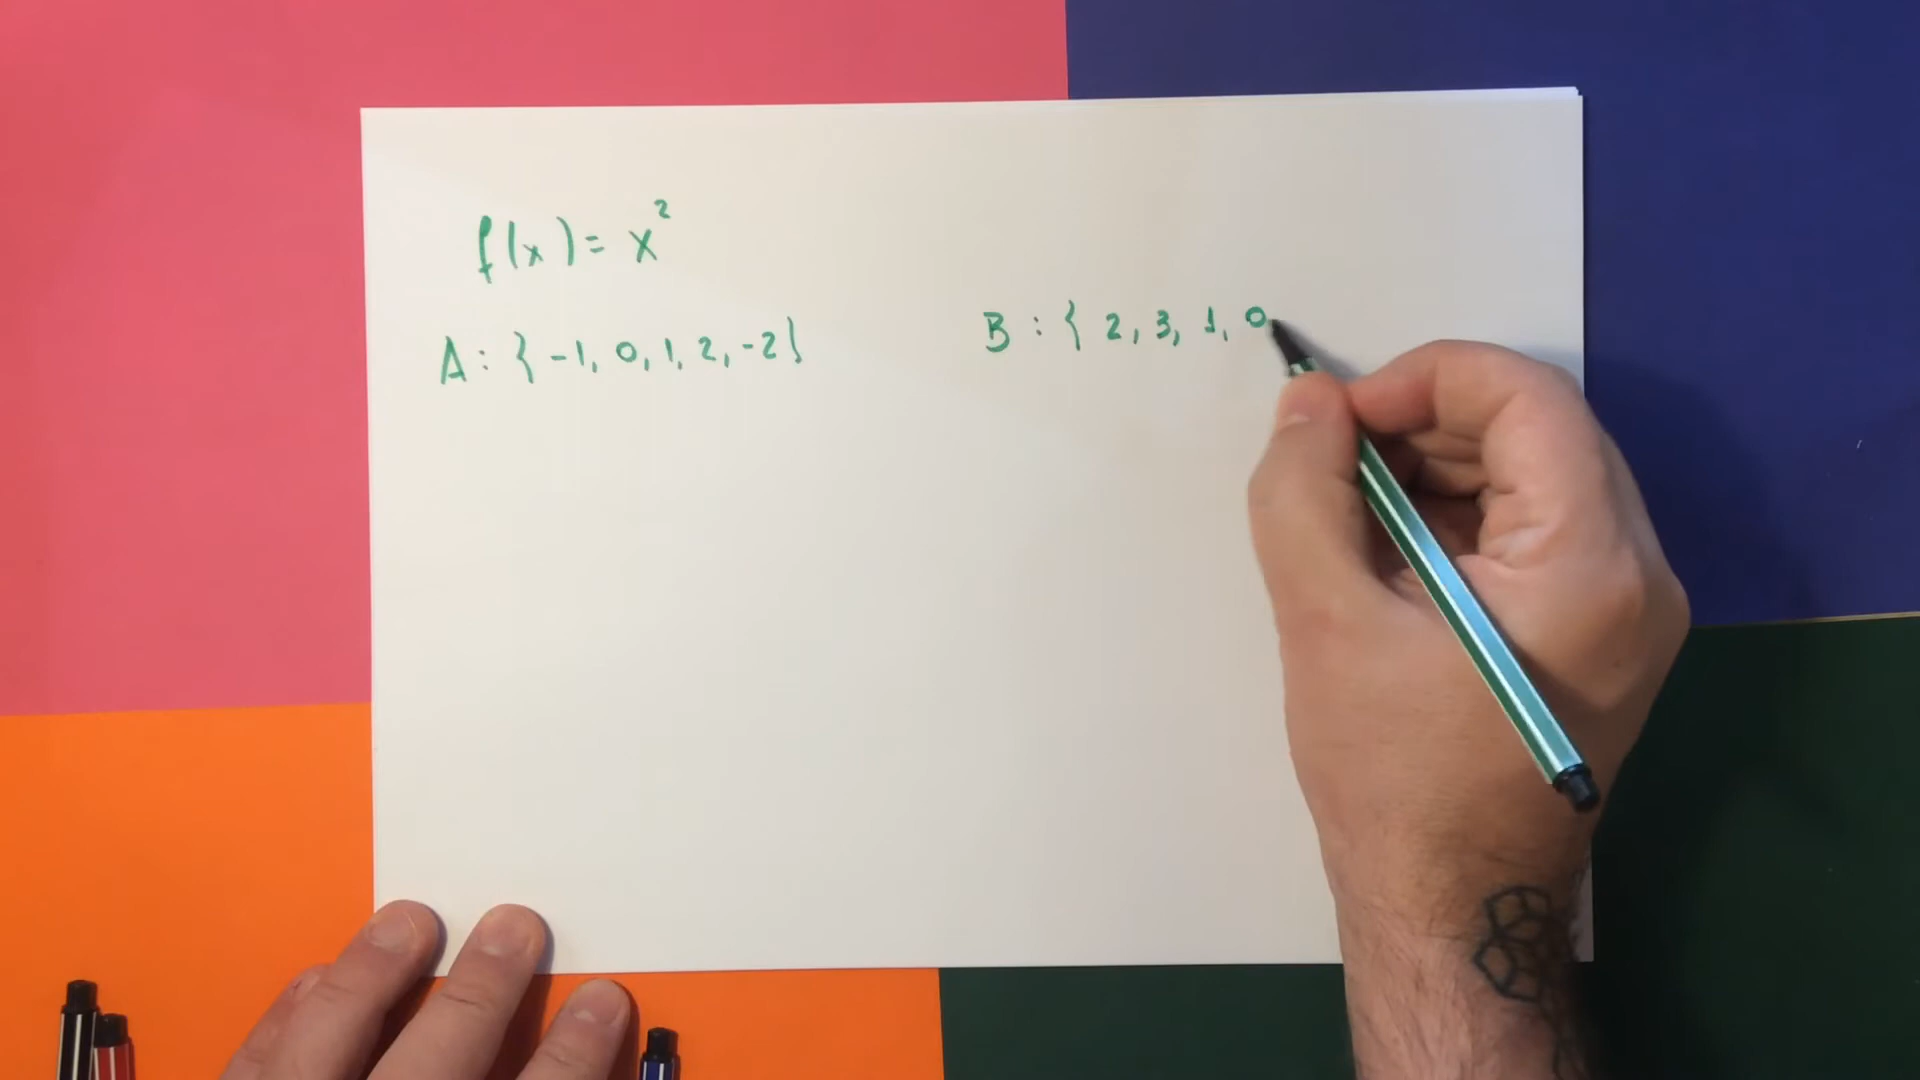 f(x) = x²
A: {-1, 0, 1, 2, -2}
B: { 2, 3, 1, 0